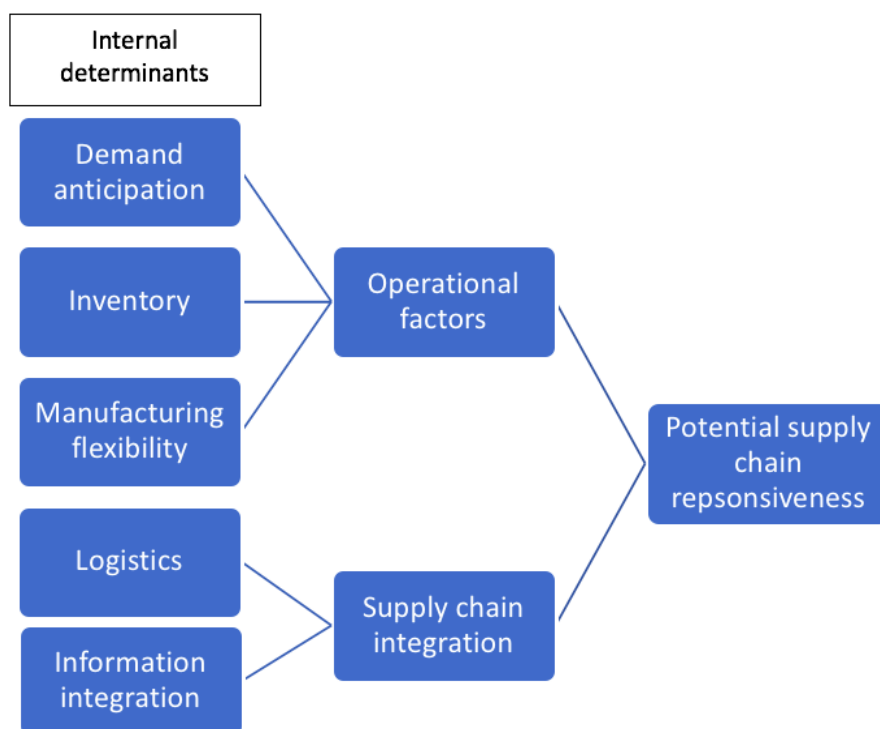 Internal
determinants
Demand
anticipation
Inventory
Manufacturing
flexibility
Logistics
Information
integration
Operational
factors
Supply chain
integration
Potential supply
chain
repsonsiveness